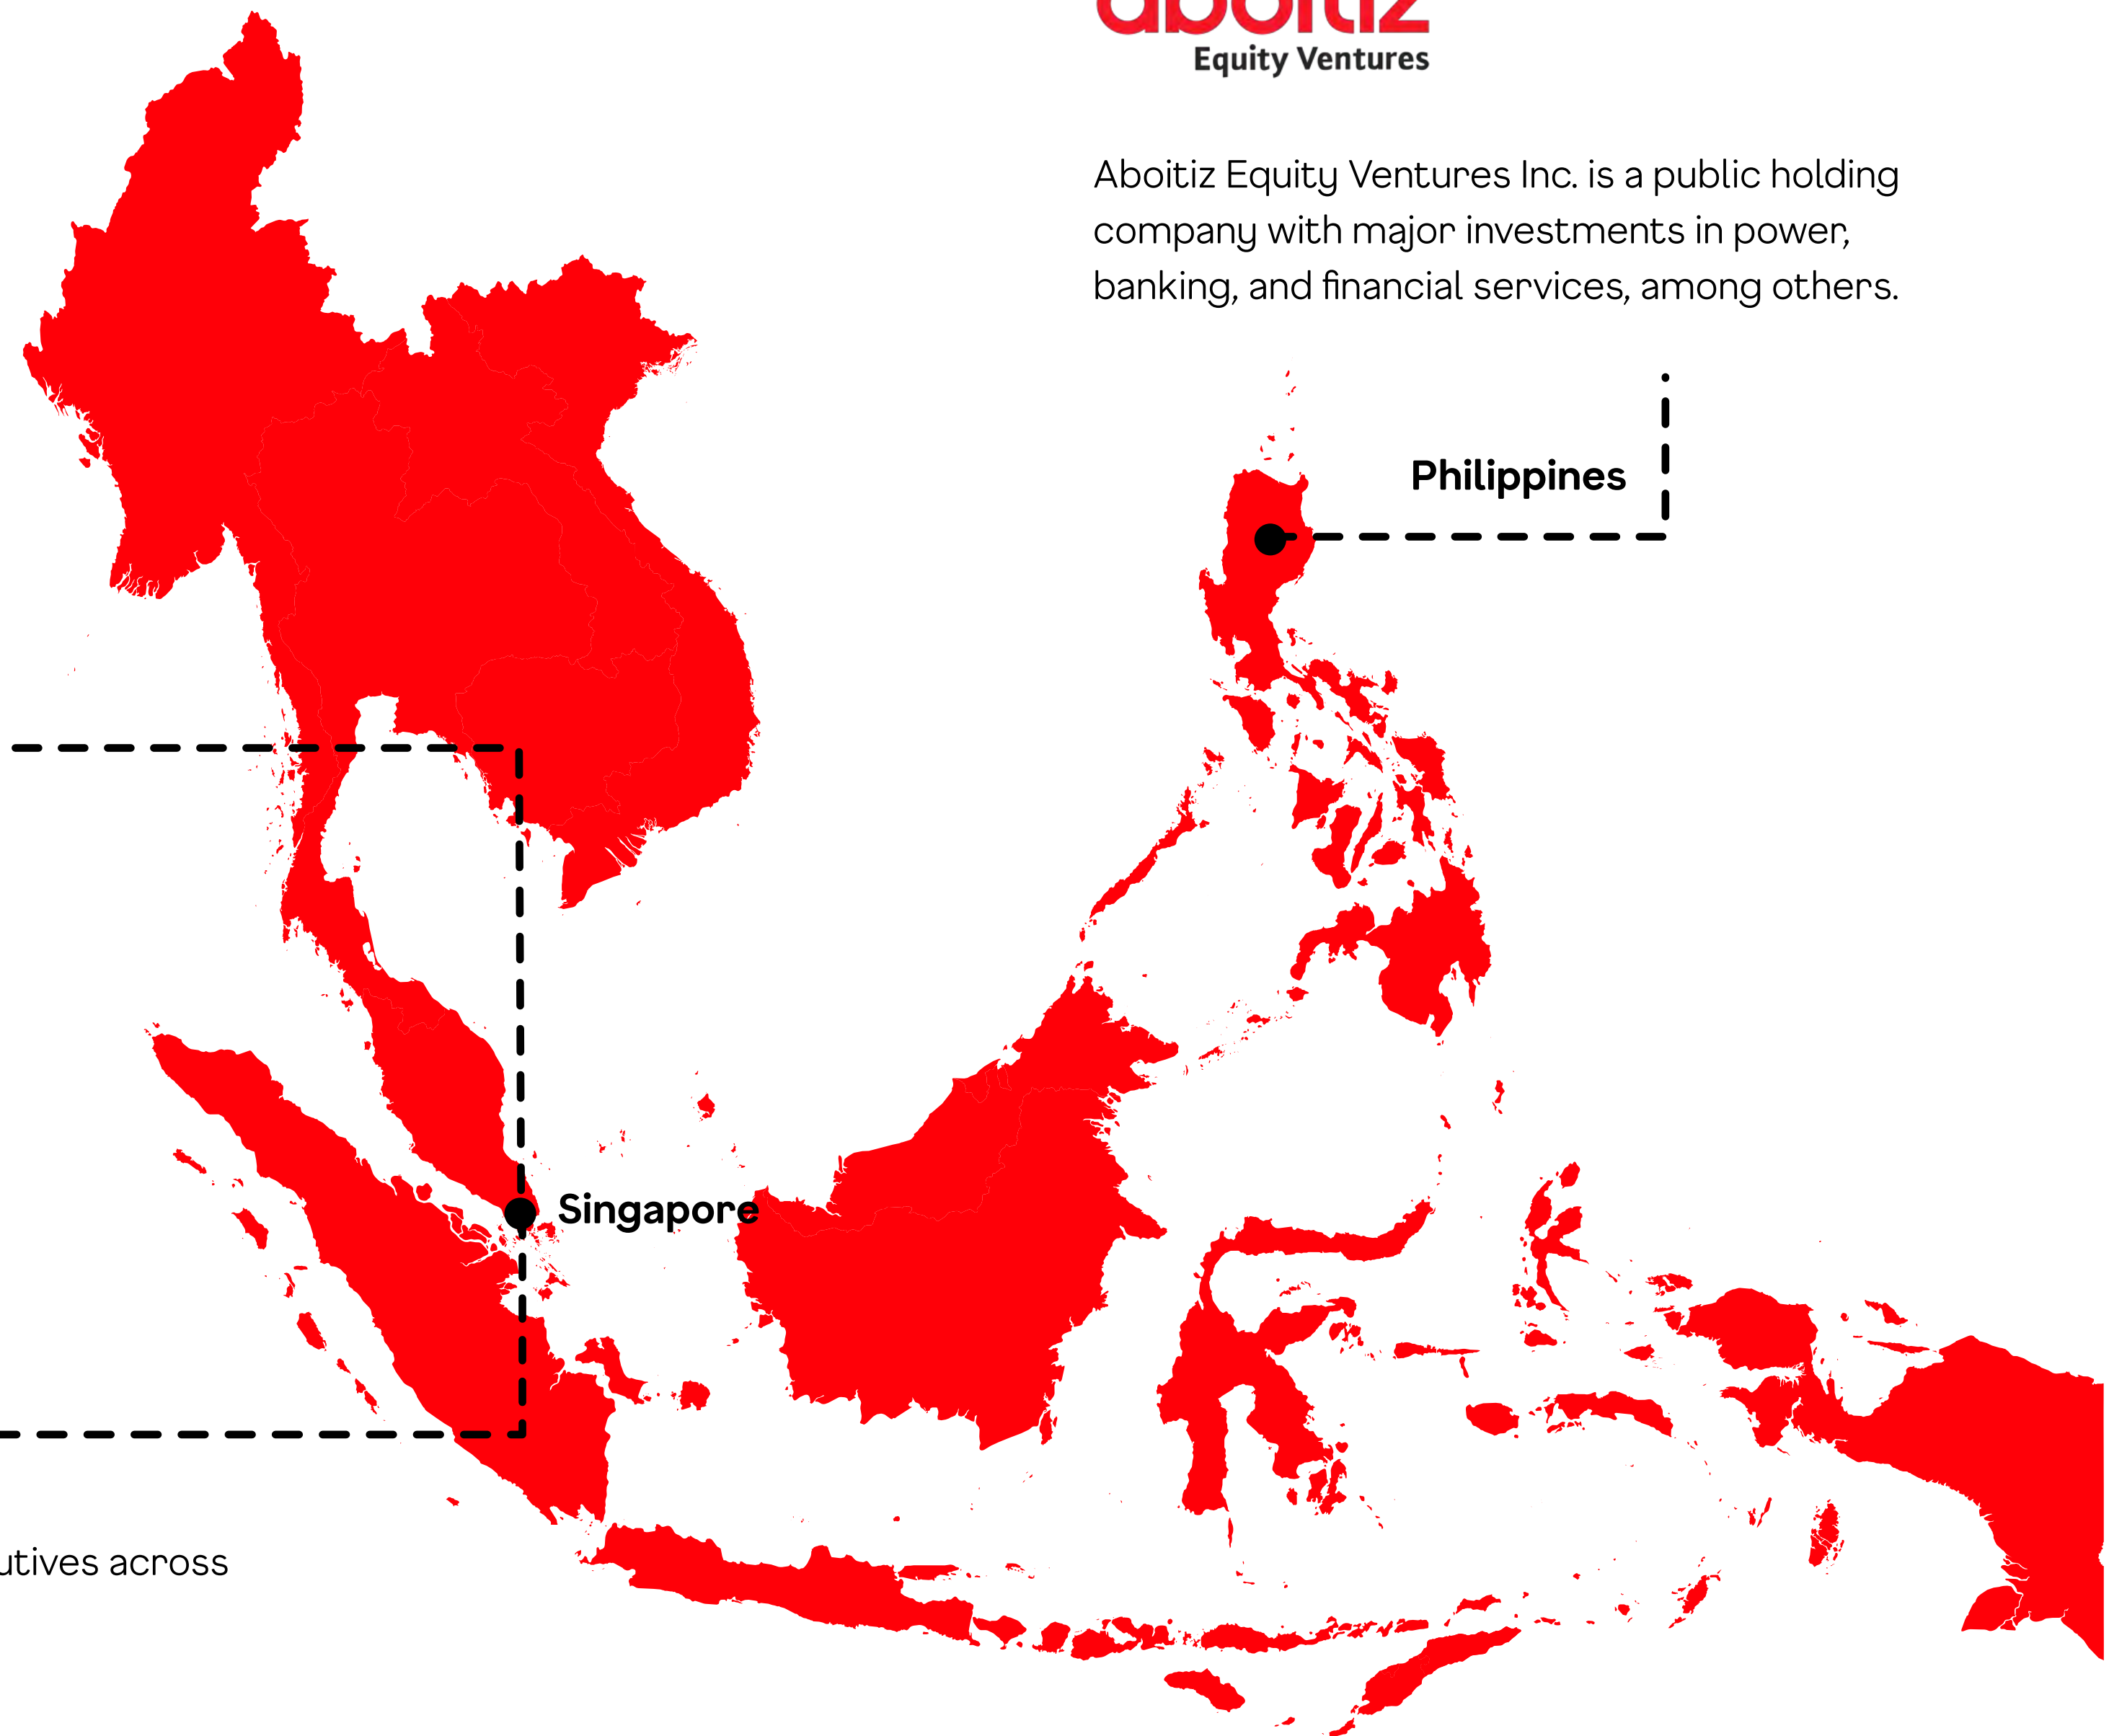 aboitiz
Equity Ventures
Aboitiz Equity Ventures Inc. is a public holding
company with major investments in power,
banking, and financial services, among others.
Philippines
Singapore
across